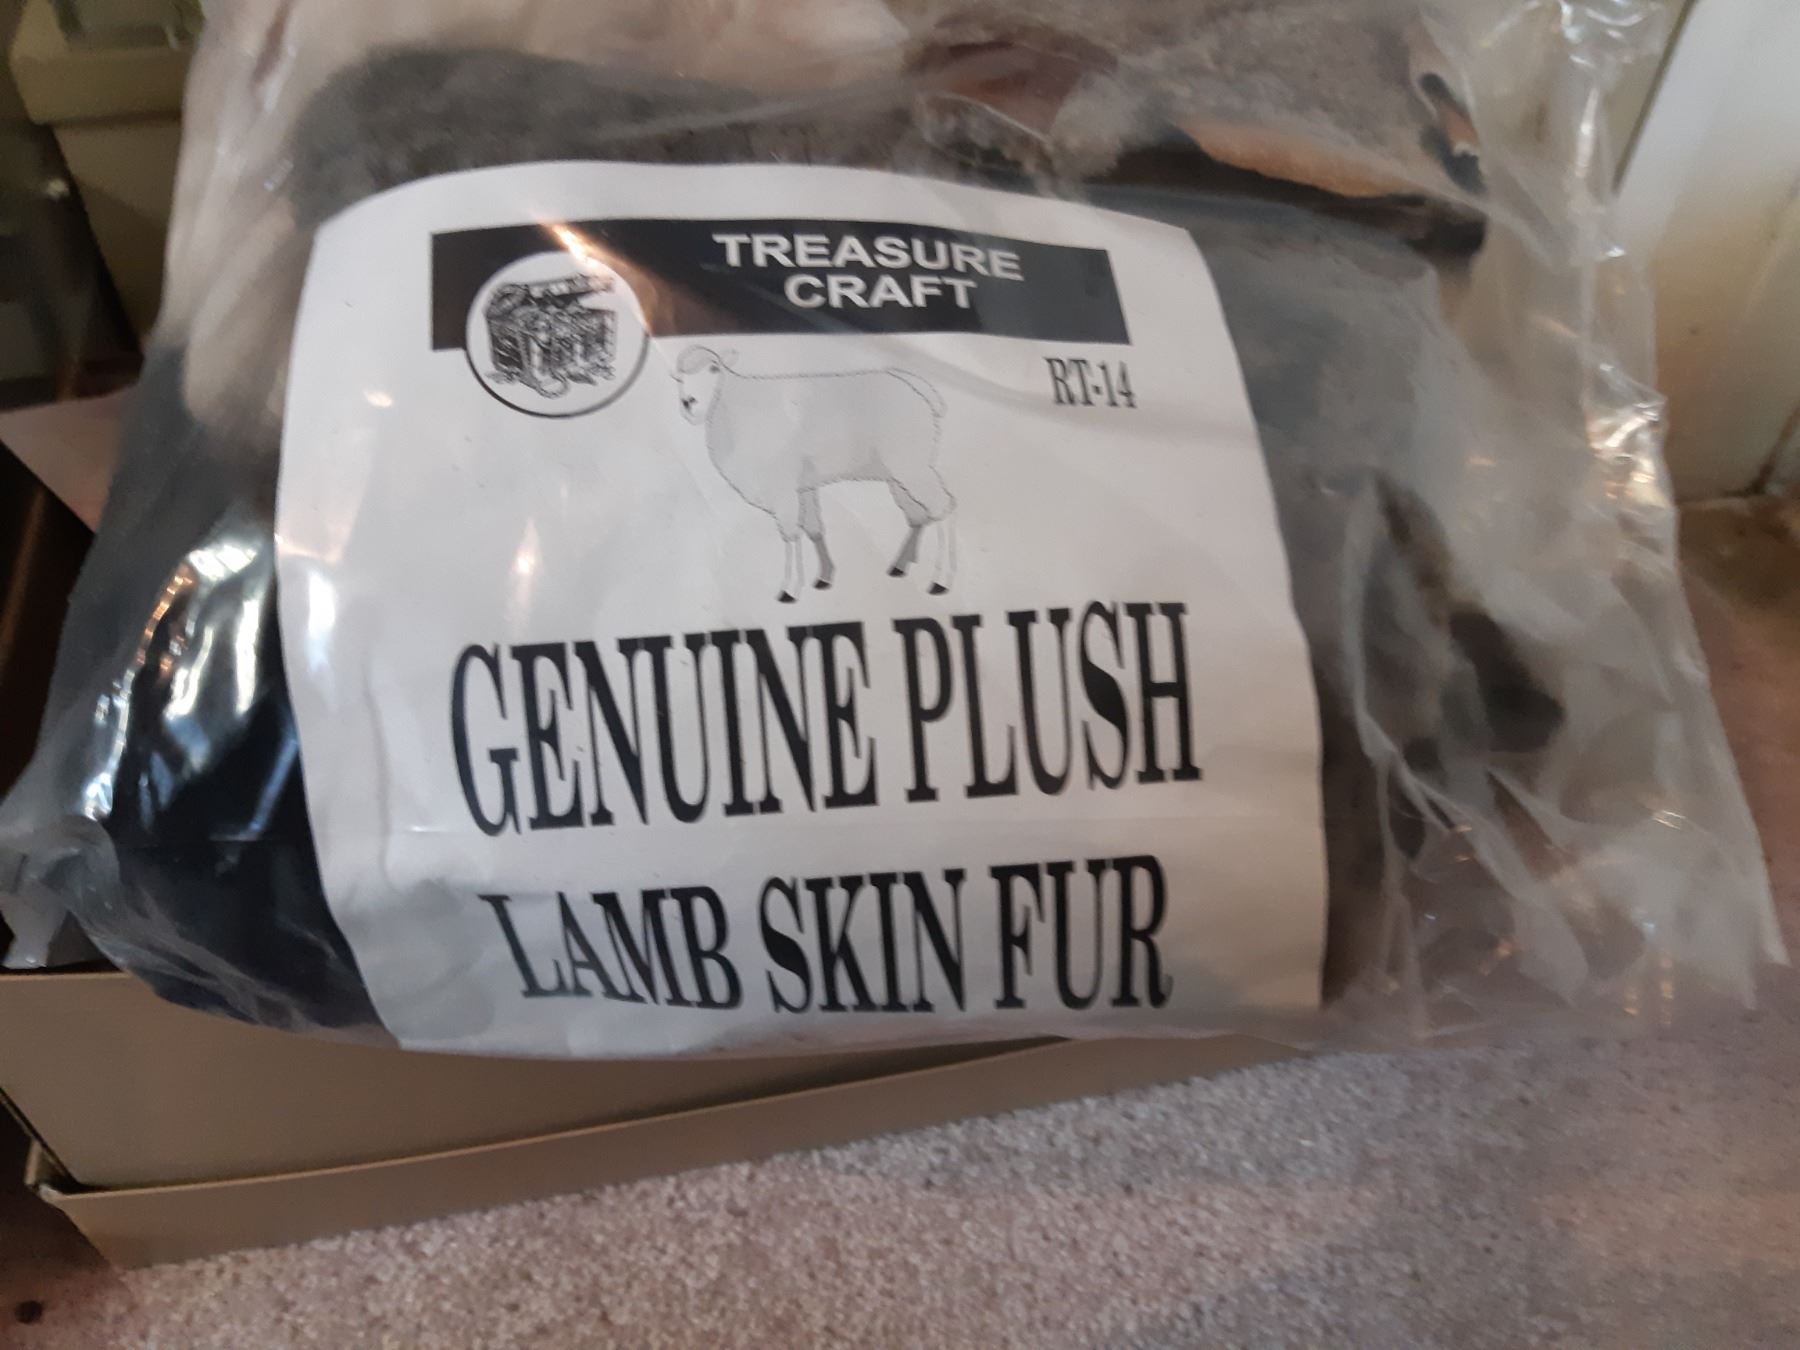 TREASURE
CRAFT
RT-14
GENUINE PLUSH
LAMB SKIN FUR